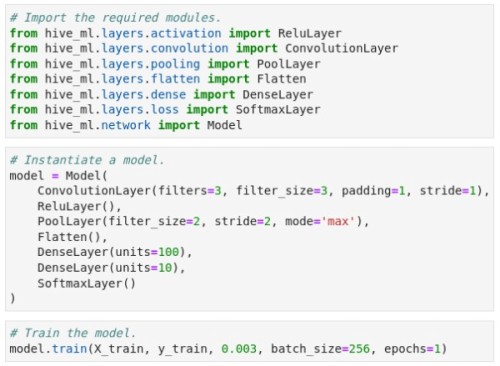 # Import the required modules.
from hive_ml.layers.activation import ReluLayer
from hive_ml.layers.convolution import ConvolutionLayer
from hive_ml.layers.pooling import PoolLayer
from hive_ml.layers.flatten import Flatten
from hive_ml.layers.dense import DenseLayer
from hive_ml.layers.loss import SoftmaxLayer
from hive_ml.network import Model
# Instantiate a model.
model = Model(
    ConvolutionLayer(filters=3, filter_size=3, padding=1, stride=1),
    ReluLayer(),
    PoolLayer(filter_size=2, stride=2, mode='max'),
    Flatten(),
    DenseLayer(units=100),
    DenseLayer(units=10),
    SoftmaxLayer()
)
# Train the model.
model.train(X_train, y_train, 0.003, batch_size=256, epochs=1)